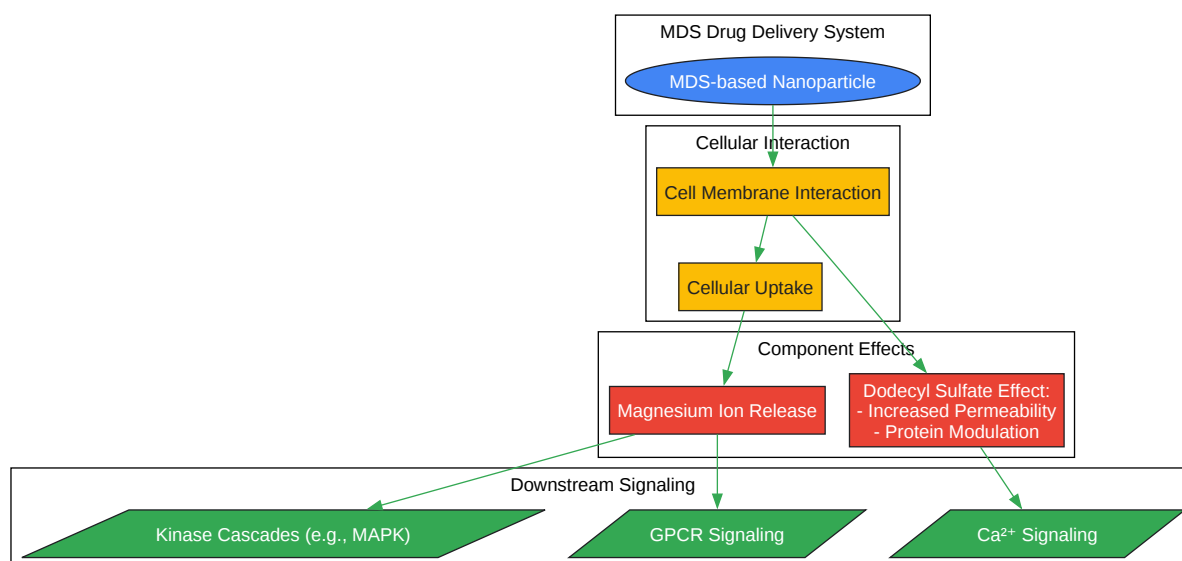 MDS Drug Delivery System
MDS-based Nanoparticle
Cellular Interaction
Cell Membrane Interaction
Cellular Uptake
Component Effects
Magnesium Ion Release
Dodecyl Sulfate Effect:
- Increased Permeability
- Protein Modulation
Downstream Signaling
Kinase Cascades (e.g., MAPK)
GPCR Signaling
Ca²⁺ Signaling